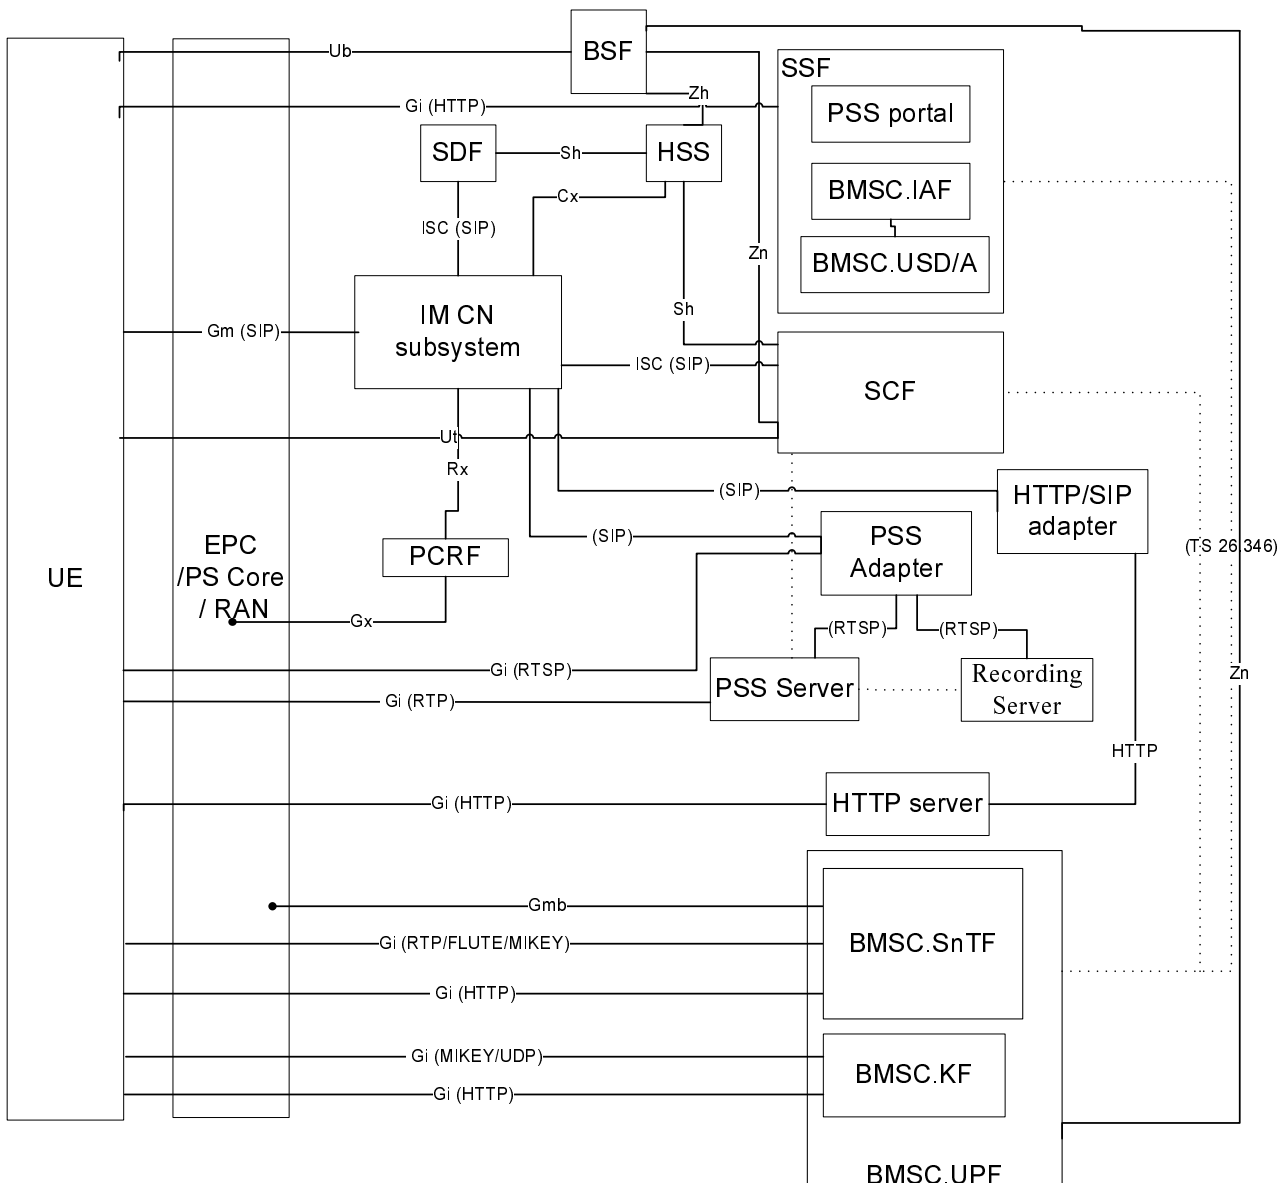 BSF
Ub
SSF
Zh
Gi (HTTP)
PSS portal
SDF
Sh
HSS
BMSC.IAF
Cx
ISC (SIP)
Zn
BMSC.USD/A
Sh
IM CN
subsystem
Gm (SIP)
ISC (SIP)
SCF
Ut
Rx
(SIP)
HTTP/SIP
adapter
(SIP)
PSS
Adapter
(TS 26.346)
EPC
/PS Core
/ RAN
UE
PCRF
Gx
(RTSP)
(RTSP)
Gi (RTSP)
PSS Server
Recording
Server
Zn
Gi (RTP)
HTTP
Gi (HTTP)
HTTP server
Gmb
Gi (RTP/FLUTE/MIKEY)
BMSC.SnTF
Gi (HTTP)
Gi (MIKEY/UDP)
BMSC.KF
Gi (HTTP)
BMSC.UPF